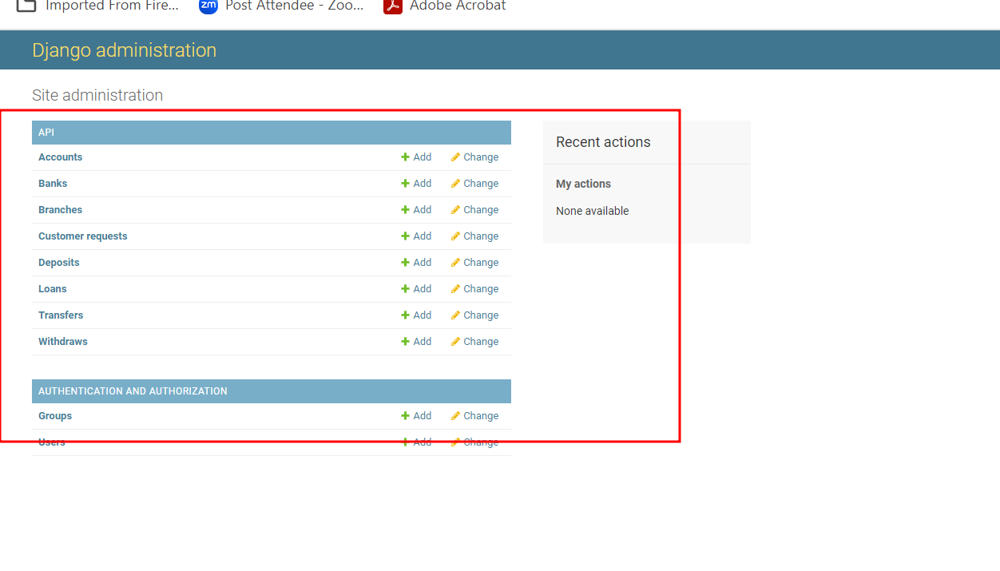 Imported From Fire...
zm
Post Attendee - Zoo...
Adobe Acrobat
Django administration
Site administration
API
Accounts Add Change
Banks Add Change
Branches Add Change
Customer requests Add Change
Deposits Add Change
Loans Add Change
Transfers Add Change
Withdraws Add Change
AUTHENTICATION AND AUTHORIZATION
Groups Add Change
Users Add Change
Recent actions
My actions
None available